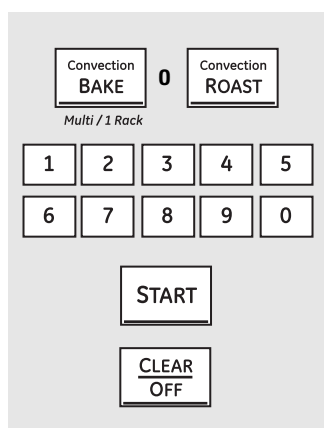 Convection BAKE 0 Convection ROAST
Multi / 1 Rack
1 2 3 4 5
6 7 8 9 0
START
CLEAR
OFF